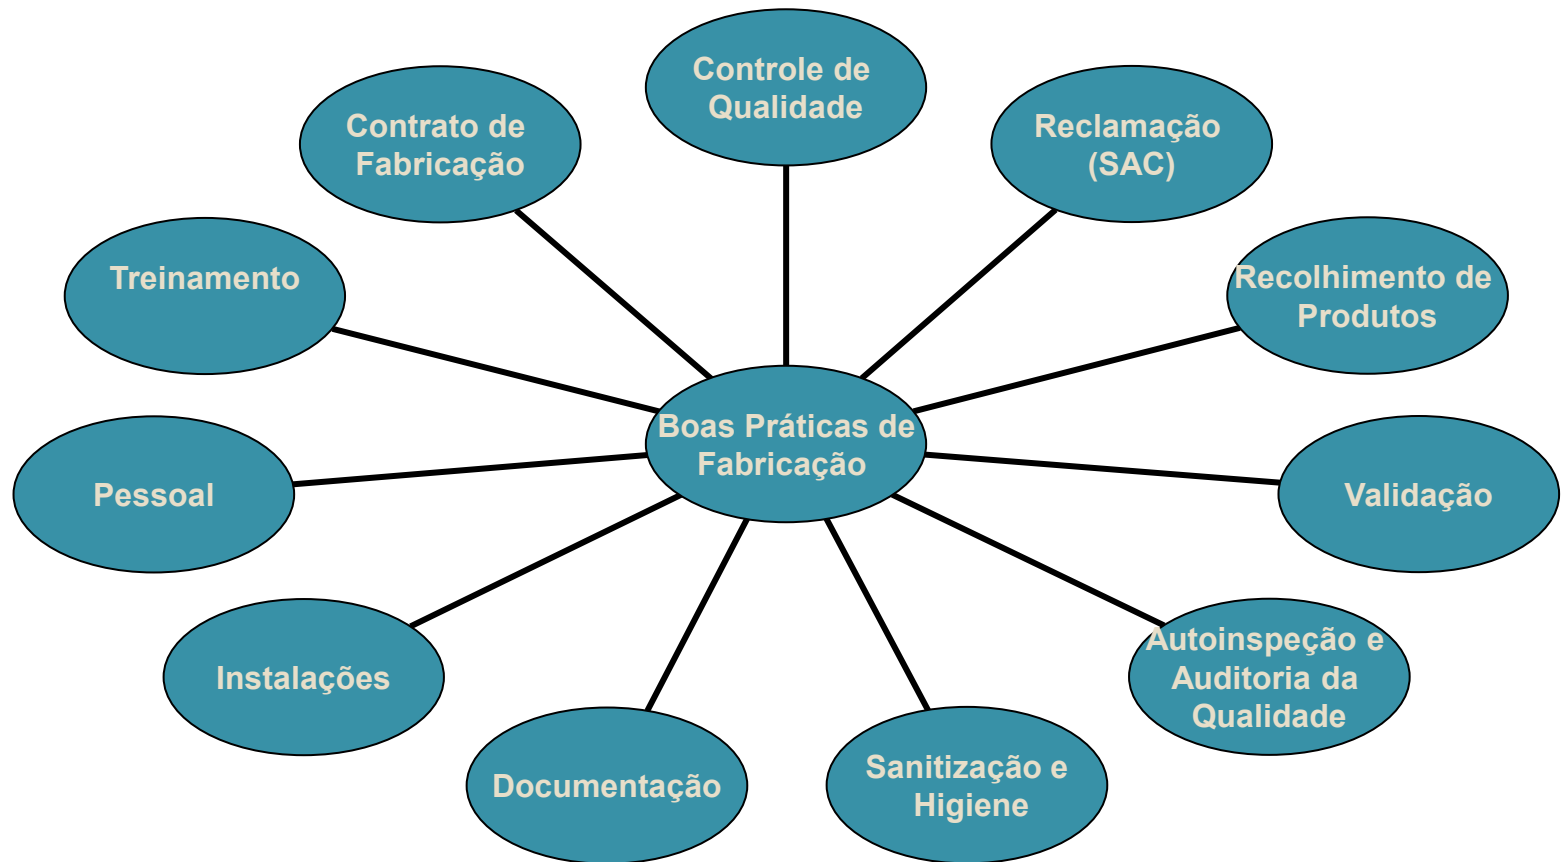 Controle de
Qualidade
Contrato de
Fabricação
Reclamação
(SAC)
Treinamento
Recolhimento de
Produtos
Boas Práticas de
Fabricação
Pessoal
Validação
Instalações
Autoinspeção e
Auditoria da
Qualidade
Documentação
Sanitização e
Higiene